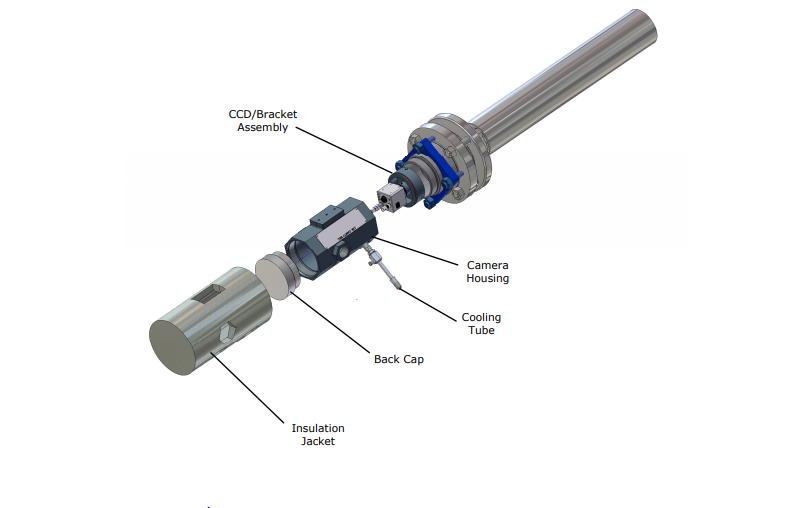 CCD/Bracket
Assembly
Camera
Housing
Cooling
Tube
Back Cap
Insulation
Jacket